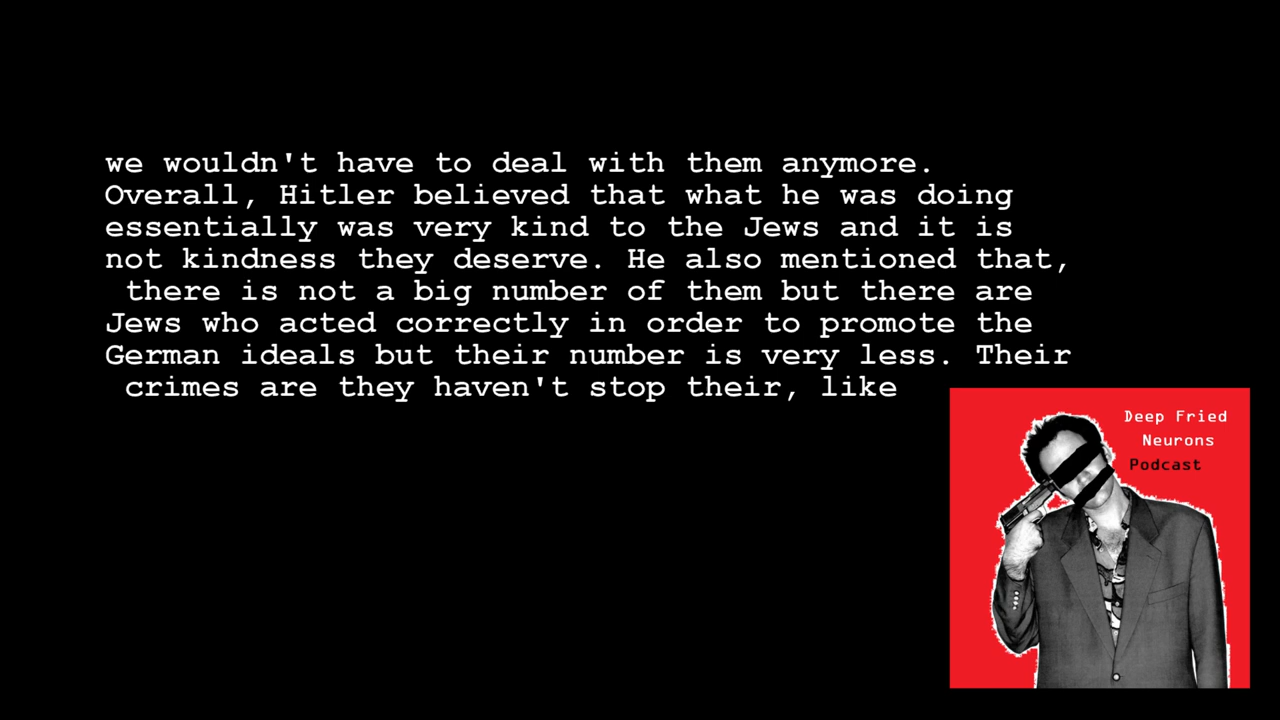 we wouldn't have to deal with them anymore.
Overall, Hitler believed that what he was doing
essentially was very kind to the Jews and it is
not kindness they deserve. He also mentioned that,
there is not a big number of them but there are
Jews who acted correctly in order to promote the
German ideals but their number is very less. Their
crimes are they haven't stop their, like
Deep Fried
Neurons
Podcast